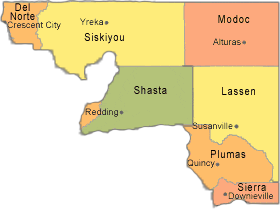 Del
Norte
Crescent City
Yreka
Siskiyou
Modoc
Alturas
Shasta
Redding
Lassen
Susanville
Plumas
Quincy
Sierra
Downieville